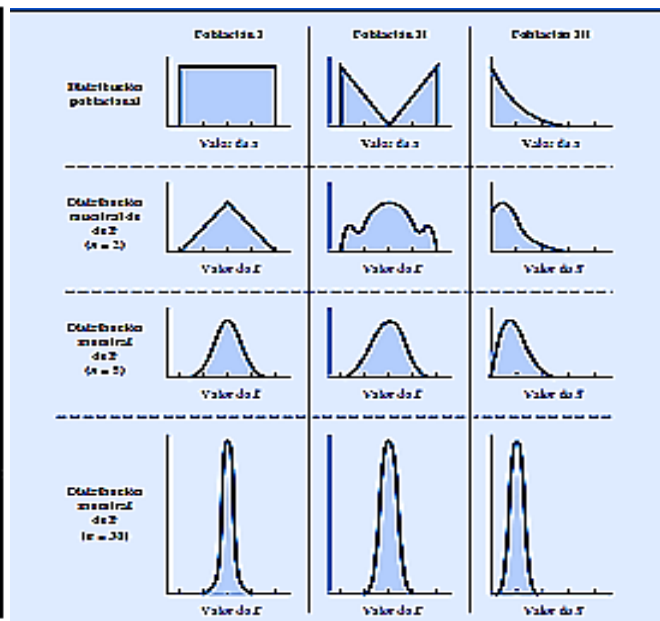 Población I
Población II
Población III
Distribución
poblacional
Valor de x
Valor de x
Valor de x
Distribución
muestral de
(n = 2)
Valor de
Valor de
Valor de
Distribución
muestral
(n = 5)
Valor de
Valor de
Valor de
Distribución
muestral
(n = 30)
Valor de
Valor de
Valor de